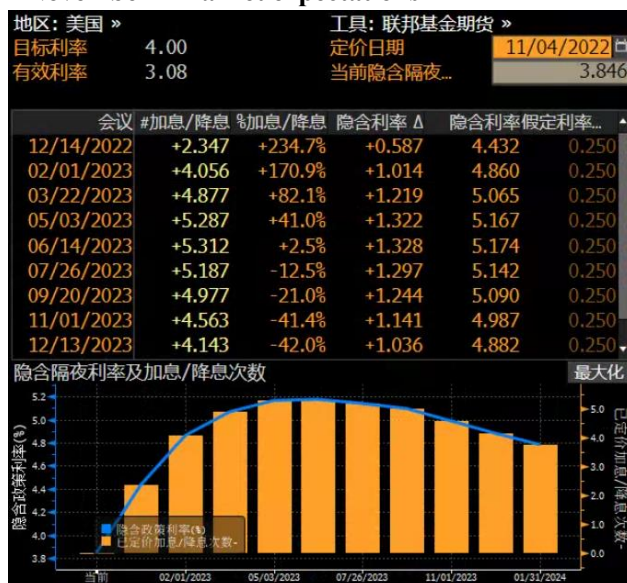 地区: 美国 » 工具: 联邦基金期货 »
目标利率 4.00 定价日期 11/04/2022
有效利率 3.08 当前隐含隔夜... 3.846
会议 #加息/降息 %加息/降息 隐含利率 Δ 隐含利率 假定利率...
12/14/2022 +2.347 +234.7% +0.587 4.432 0.250
02/01/2023 +4.056 +170.9% +1.014 4.860 0.250
03/22/2023 +4.877 +82.1% +1.219 5.065 0.250
05/03/2023 +5.287 +41.0% +1.322 5.167 0.250
06/14/2023 +5.312 +2.5% +1.328 5.174 0.250
07/26/2023 +5.187 -12.5% +1.297 5.142 0.250
09/20/2023 +4.977 -21.0% +1.244 5.090 0.250
11/01/2023 +4.563 -41.4% +1.141 4.987 0.250
12/13/2023 +4.143 -42.0% +1.036 4.882 0.250
隐含隔夜利率及加息/降息次数 最大化
隐含政策利率(%)
5.2
5.0
4.8
4.6
4.4
4.2
4.0
3.8
隐含政策利率(%)
已定价加息/降息次数-
5.0
4.0
3.0
2.0
1.0
0.0
已定价加息/降息次数-
当前 02/01/2023 05/03/2023 07/26/2023 11/01/2023 01/31/2024